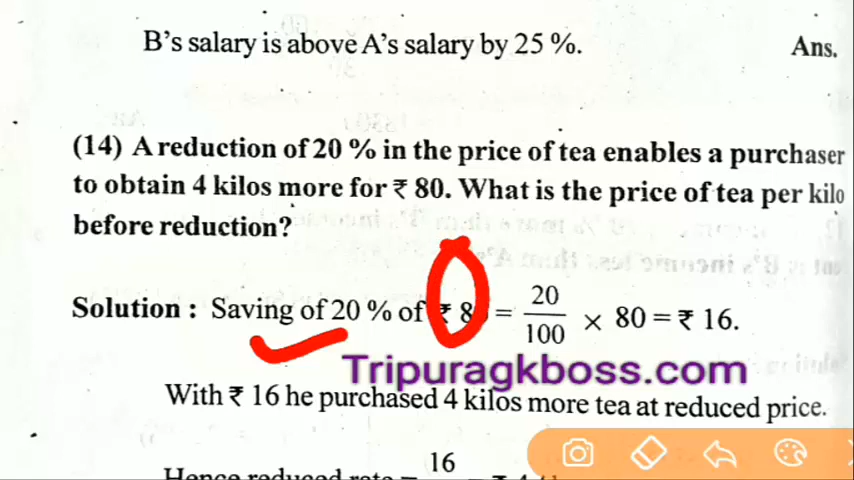 B's salary is above A's salary by 25 %. Ans.
(14) A reduction of 20 % in the price of tea enables a purchaser
to obtain 4 kilos more for ₹ 80. What is the price of tea per kilo
before reduction?
Solution : Saving of 20 % of ₹ 8 = 20/100 × 80 = ₹ 16.
Tripuragkboss.com
With ₹ 16 he purchased 4 kilos more tea at reduced price.
Hence reduced rate = 16